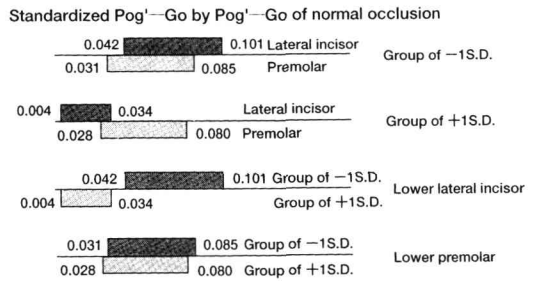 Standardized Pog'—Go by Pog'—Go of normal occlusion
0.042 0.101 Lateral incisor
0.031 0.085 Premolar
Group of −1S.D.
0.004 0.034 Lateral incisor
0.028 0.080 Premolar
Group of +1S.D.
0.042 0.101 Group of −1S.D.
0.004 0.034 Group of +1S.D.
Lower lateral incisor
0.031 0.085 Group of −1S.D.
0.028 0.080 Group of +1S.D.
Lower premolar